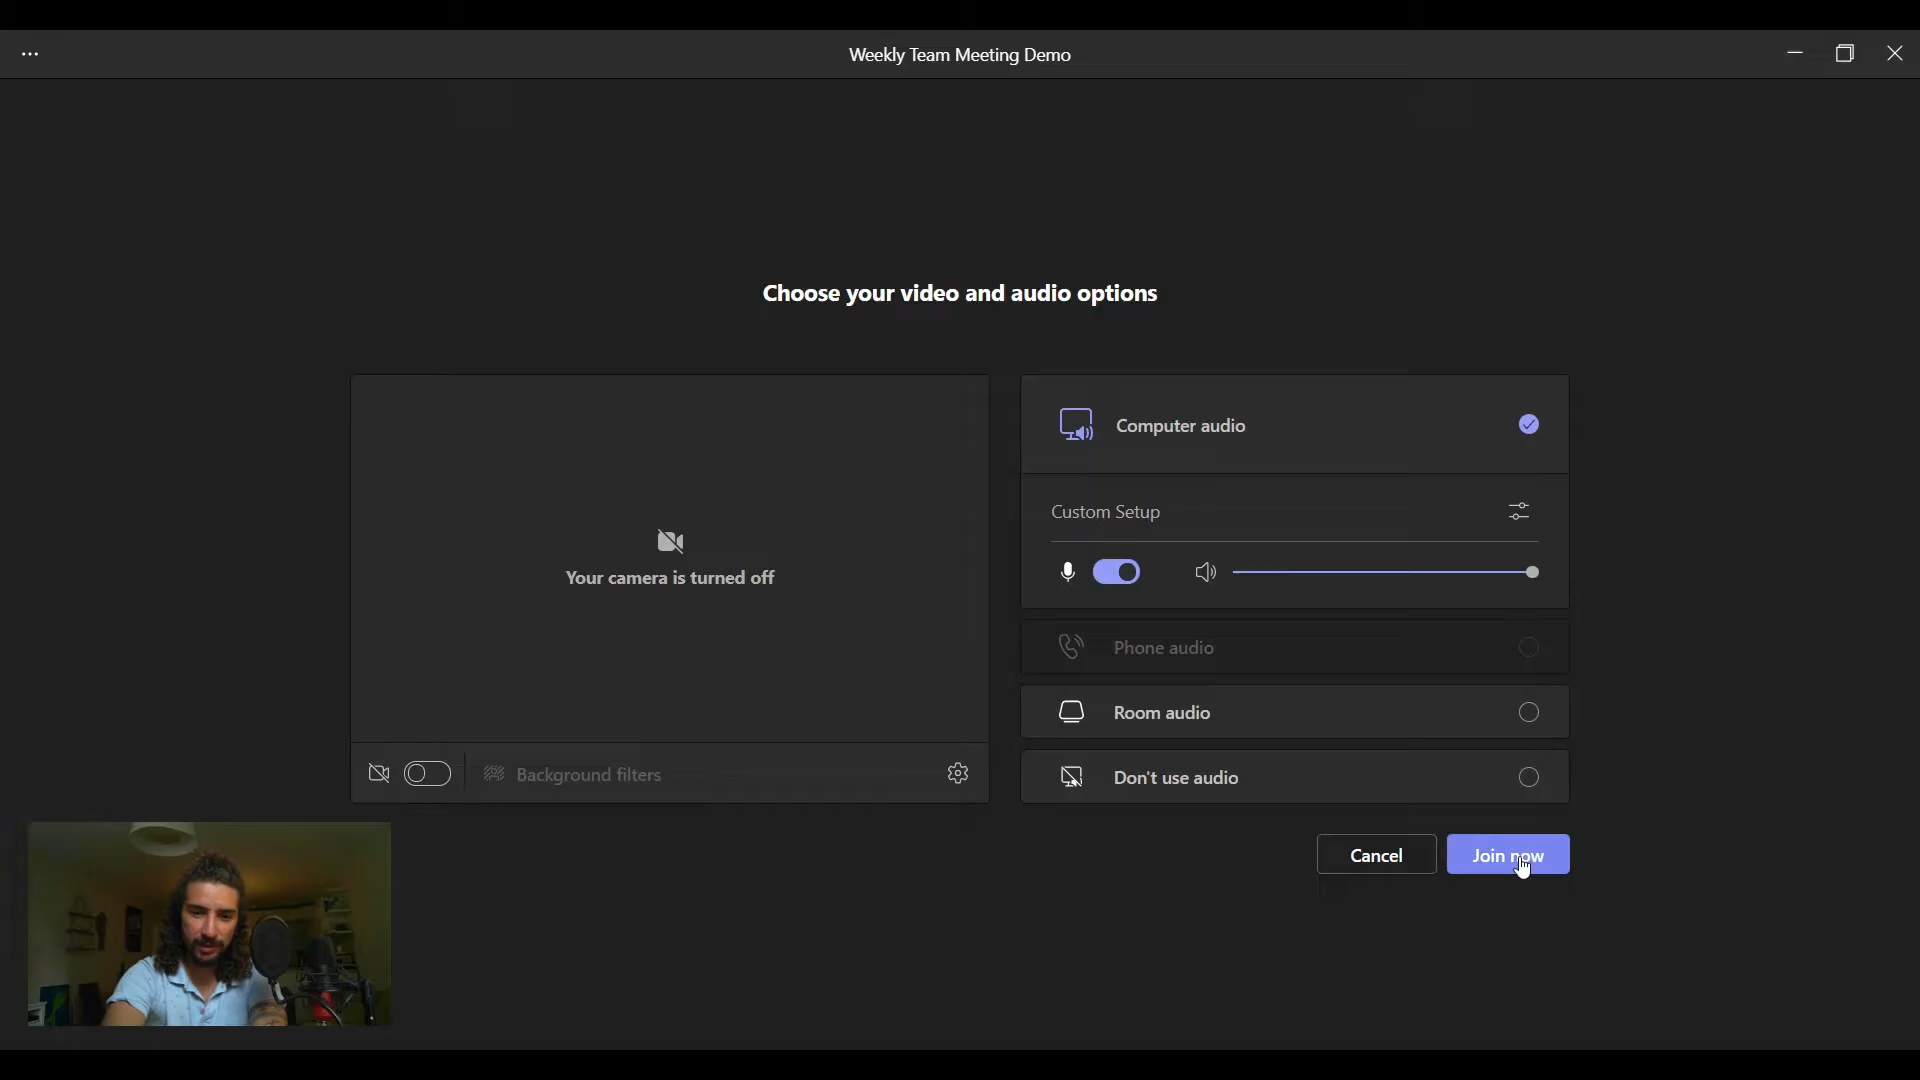 Weekly Team Meeting Demo
Choose your video and audio options
Your camera is turned off
Background filters
Computer audio
Custom Setup
Phone audio
Room audio
Don't use audio
Cancel
Join now